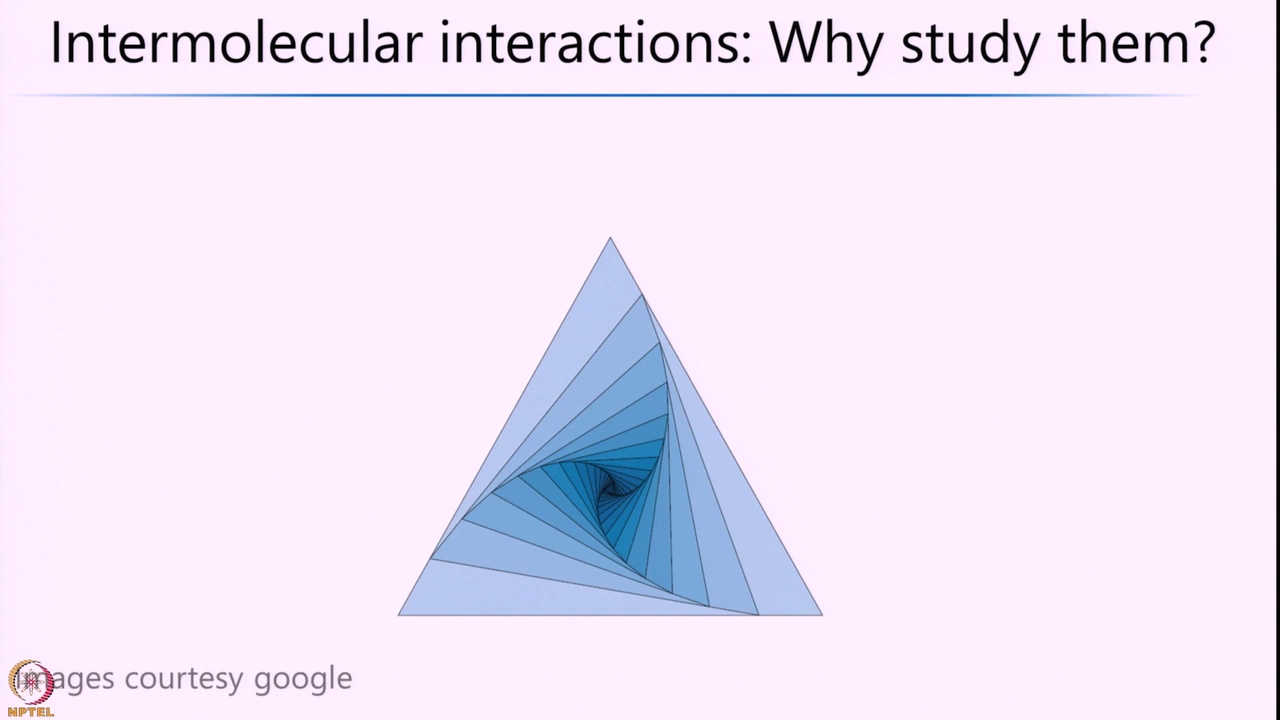 Intermolecular interactions: Why study them?
images courtesy google
NPTEL